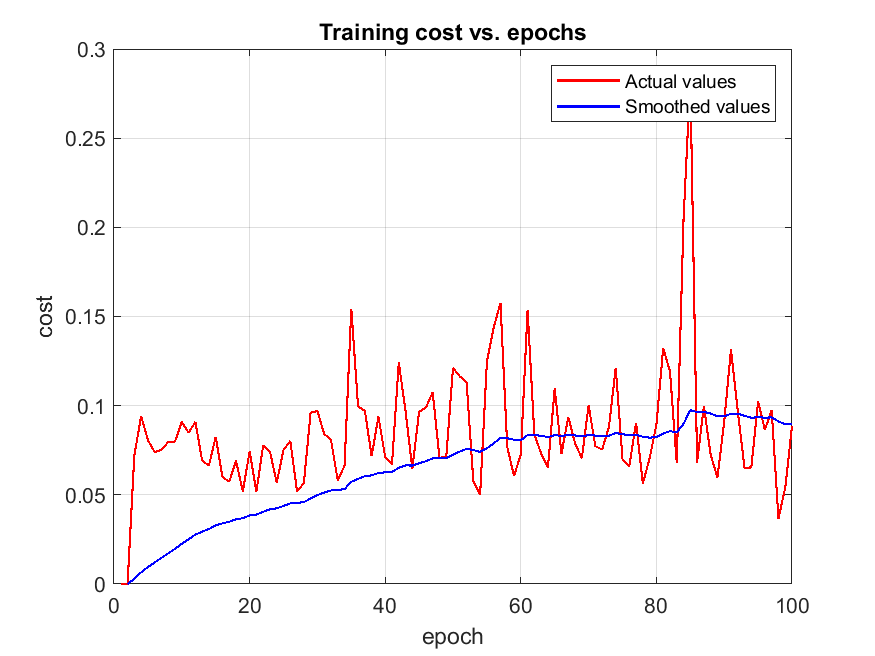 Training cost vs. epochs
0.3
0.25
0.2
0.15
0.1
0.05
0
cost
Actual values
Smoothed values
0 20 40 60 80 100
epoch